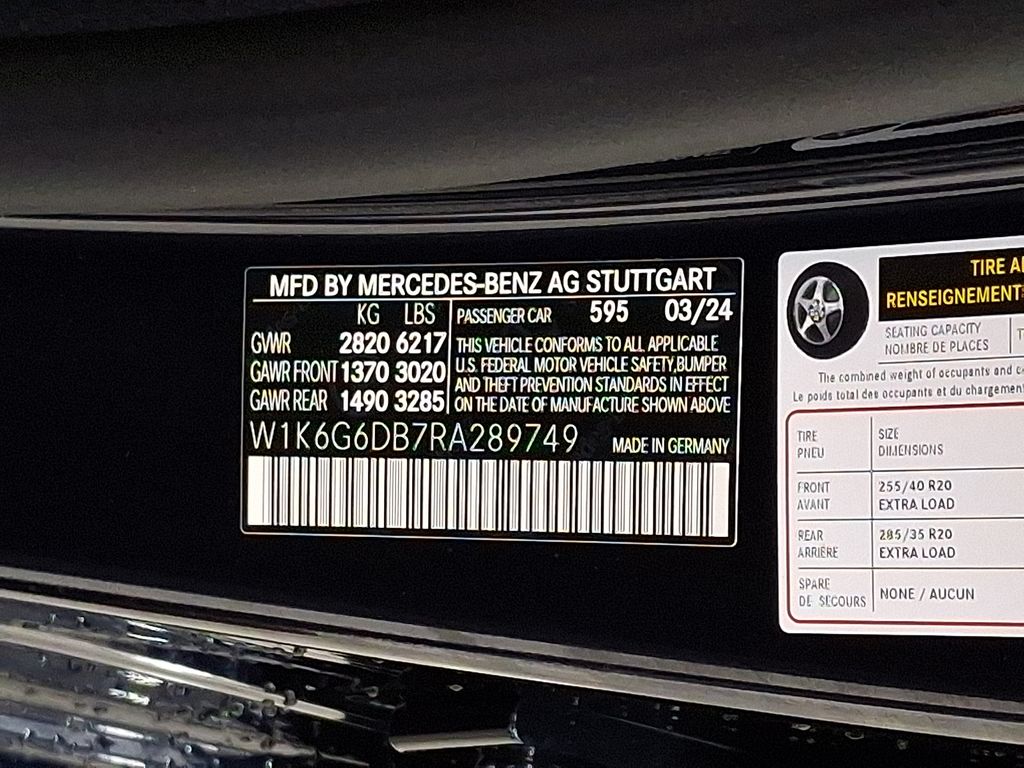 MFD BY MERCEDES-BENZ AG STUTTGART
KG LBS
GVWR 2820 6217
GAWR FRONT 1370 3020
GAWR REAR 1490 3285
PASSENGER CAR 595 03/24
THIS VEHICLE CONFORMS TO ALL APPLICABLE
U.S. FEDERAL MOTOR VEHICLE SAFETY,BUMPER
AND THEFT PREVENTION STANDARDS IN EFFECT
ON THE DATE OF MANUFACTURE SHOWN ABOVE
W1K6G6DB7RA289749 MADE IN GERMANY
TIRE
RENSEIGNEMENT
SEATING CAPACITY
NOMBRE DE PLACES
The combined weight of occupants and
Le poids total des occupants et du chargement
TIRE SIZE
PNEU DIMENSIONS
FRONT 255/40 R20
AVANT EXTRA LOAD
REAR 285/35 R20
ARRIÈRE EXTRA LOAD
SPARE
DE SECOURS NONE / AUCUN